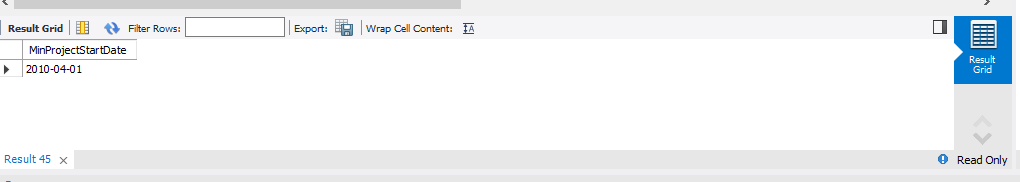 Result Grid Filter Rows: Export: Wrap Cell Content:
MinProjectStartDate
2010-04-01
Result
Grid
Result 45 Read Only